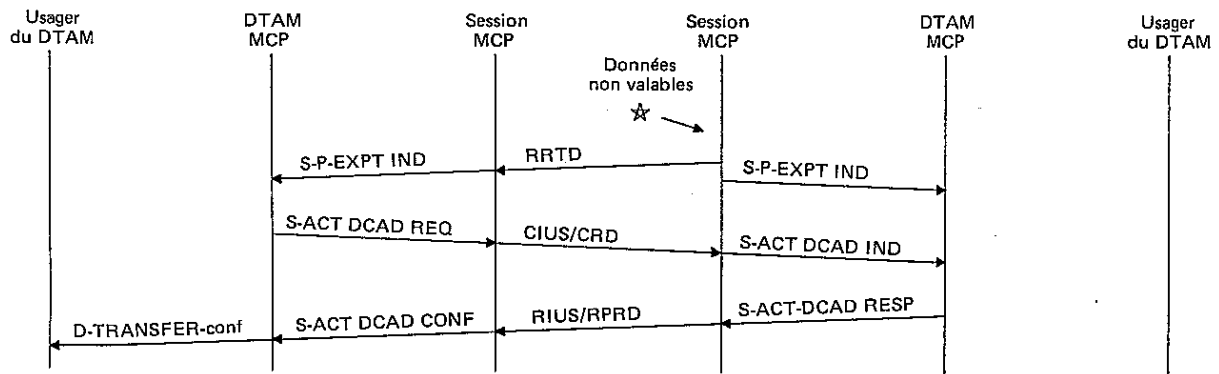 Usager
du DTAM
DTAM
MCP
Session
MCP
Session
MCP
DTAM
MCP
Usager
du DTAM
Données
non valables
S-P-EXPT IND
RRTD
S-P-EXPT IND
S-ACT DCAD REQ
CIUS/CRD
S-ACT DCAD IND
D-TRANSFER-conf
S-ACT DCAD CONF
RIUS/RPRD
S-ACT-DCAD RESP